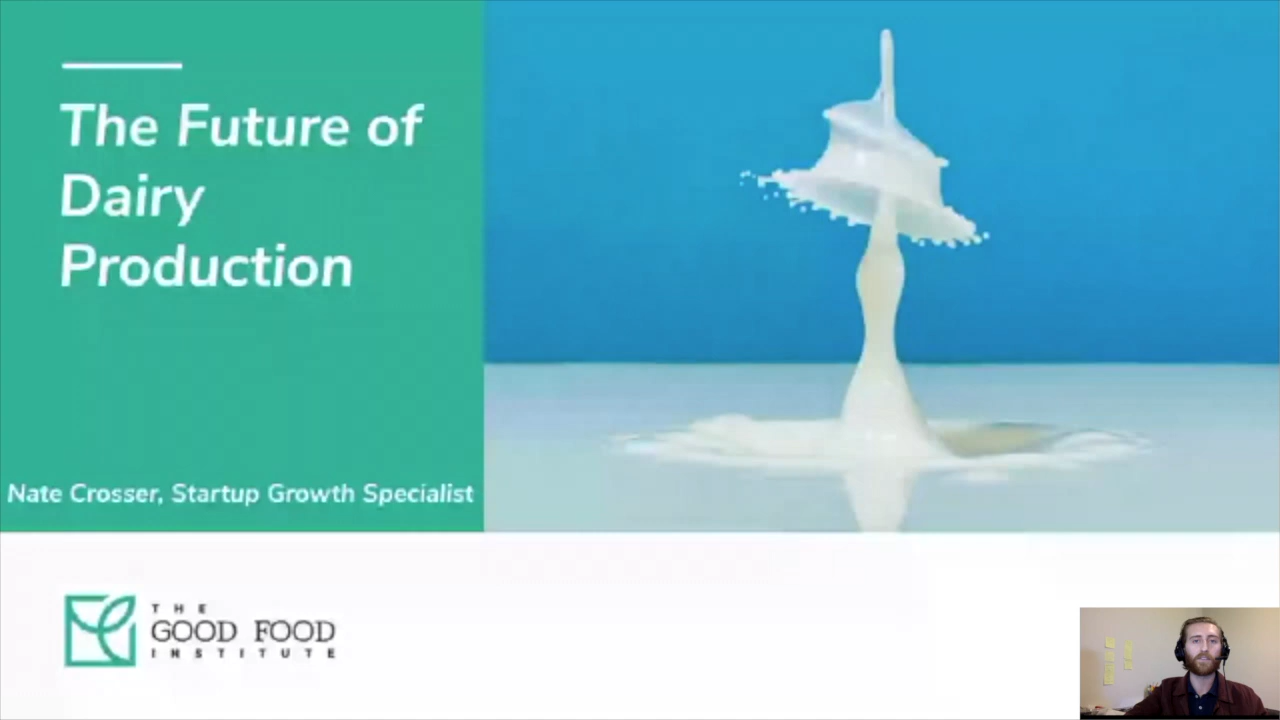 The Future of
Dairy
Production
Nate Crosser, Startup Growth Specialist
THE
GOOD FOOD
INSTITUTE